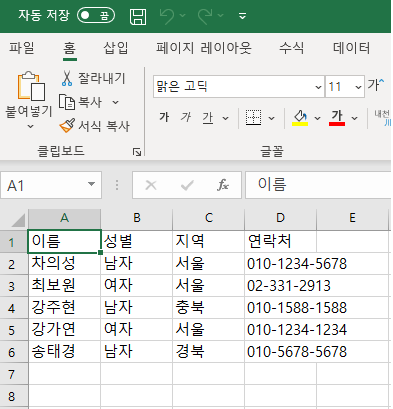 자동 저장 끔
파일 홈 삽입 페이지 레이아웃 수식 데이터
붙여넣기
잘라내기
복사
서식 복사
클립보드
맑은 고딕 11 가
가 가 가 가
내천
글꼴
A1 fx 이름
A B C D E
1 이름 성별 지역 연락처
2 차의성 남자 서울 010-1234-5678
3 최보원 여자 서울 02-331-2913
4 강주현 남자 충북 010-1588-1588
5 강가연 여자 서울 010-1234-1234
6 송태경 남자 경북 010-5678-5678
7
8